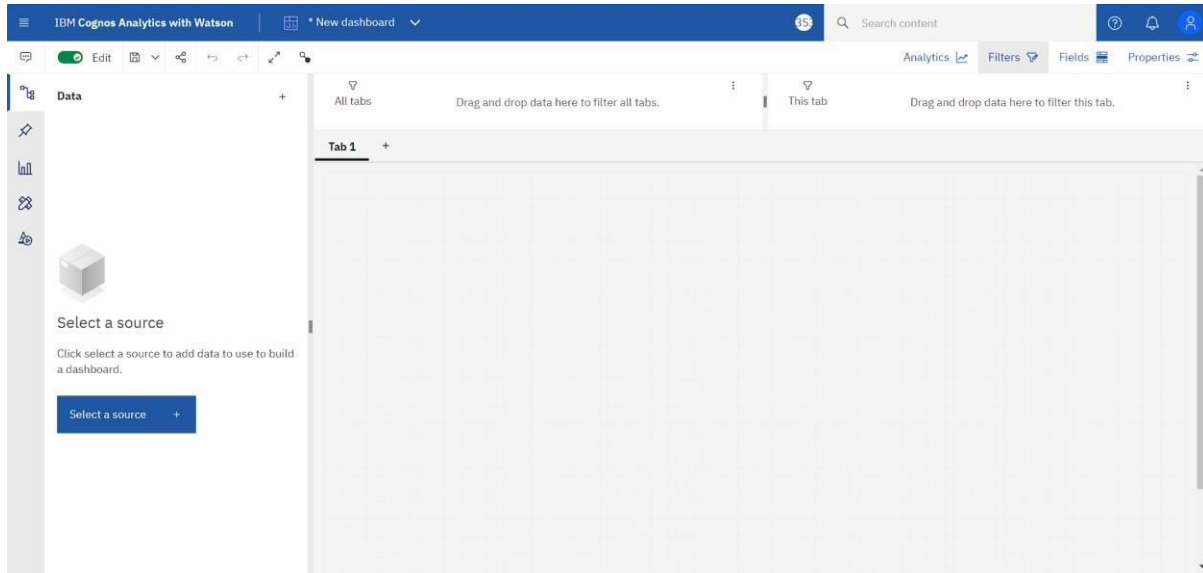 IBM Cognos Analytics with Watson
* New dashboard
Search content
Edit
Analytics
Filters
Fields
Properties
Data
All tabs
Drag and drop data here to filter all tabs.
This tab
Drag and drop data here to filter this tab.
Tab 1
Select a source
Click select a source to add data to use to build
a dashboard.
Select a source